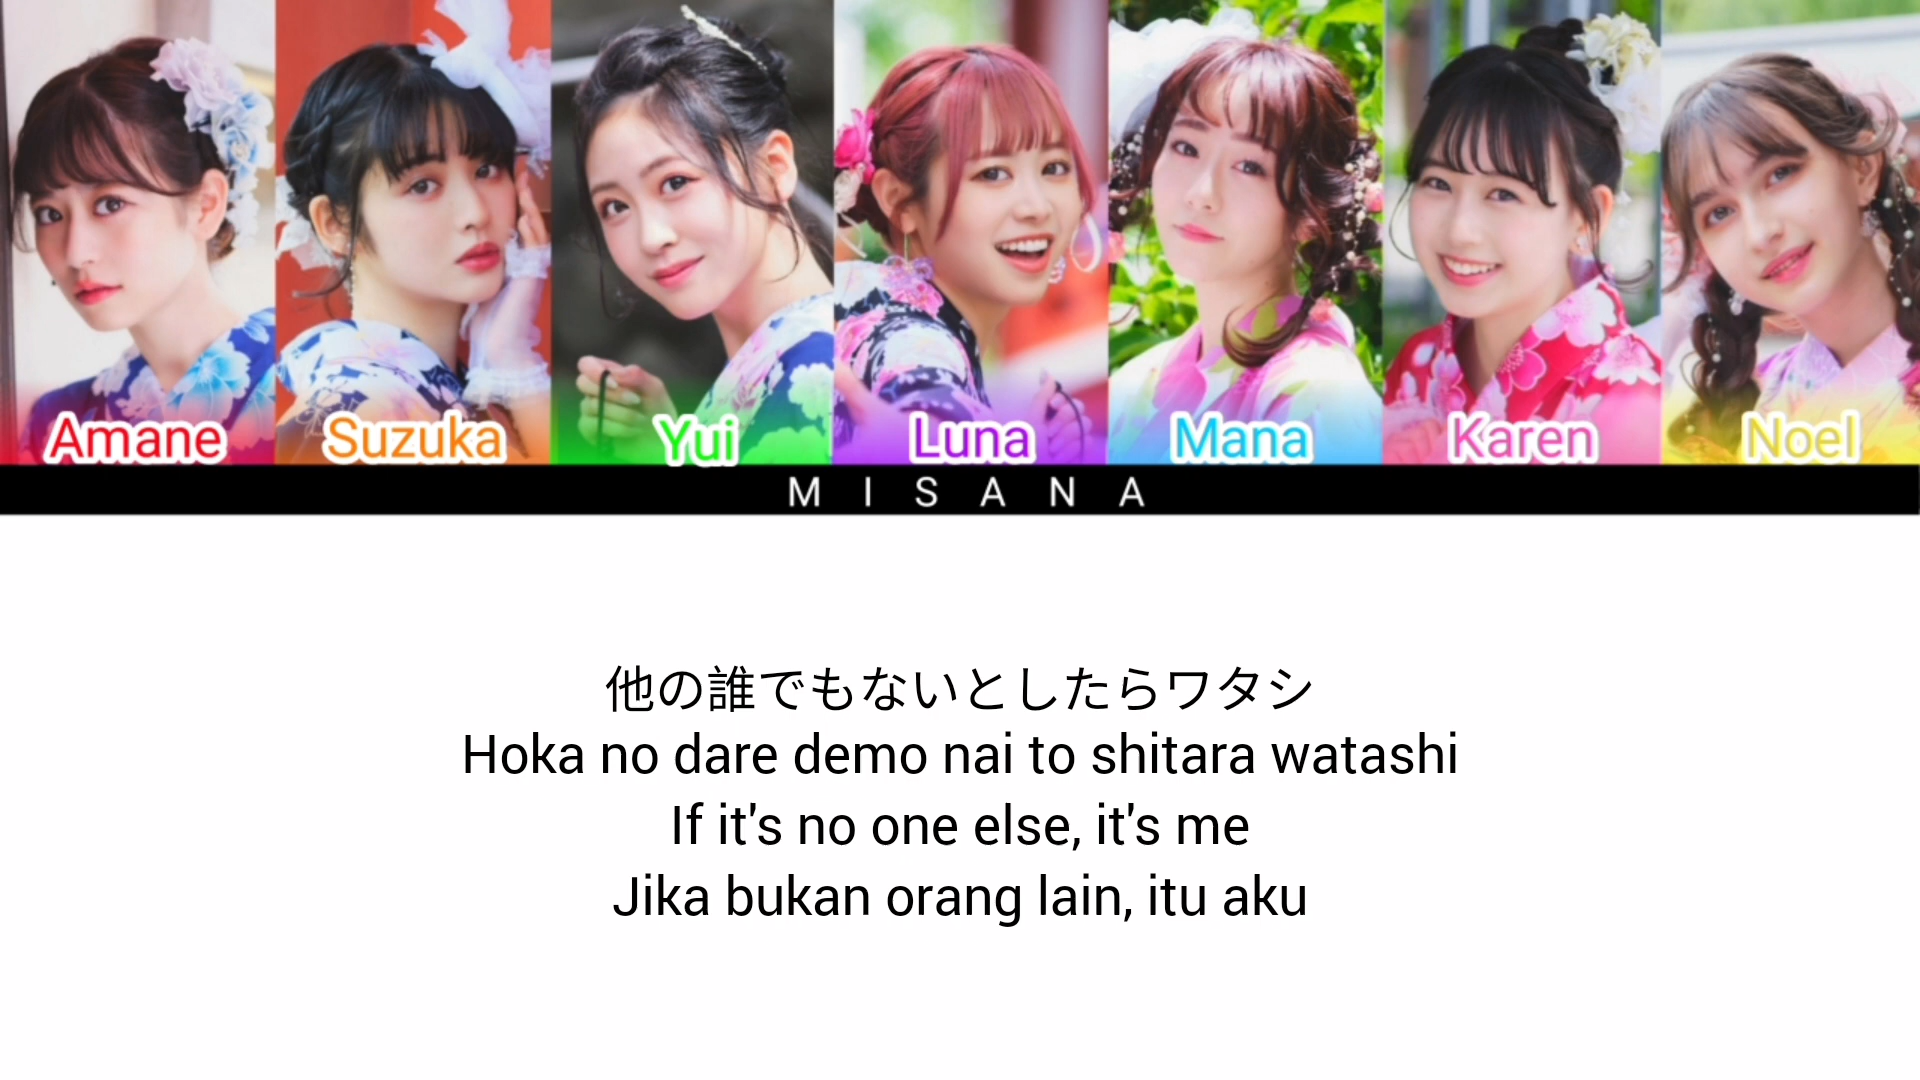 Amane
Suzuka
Yui
Luna
Mana
Karen
Noel
MISANA
他の誰でもないとしたらワタシ
Hoka no dare demo nai to shitara watashi
If it's no one else, it's me
Jika bukan orang lain, itu aku